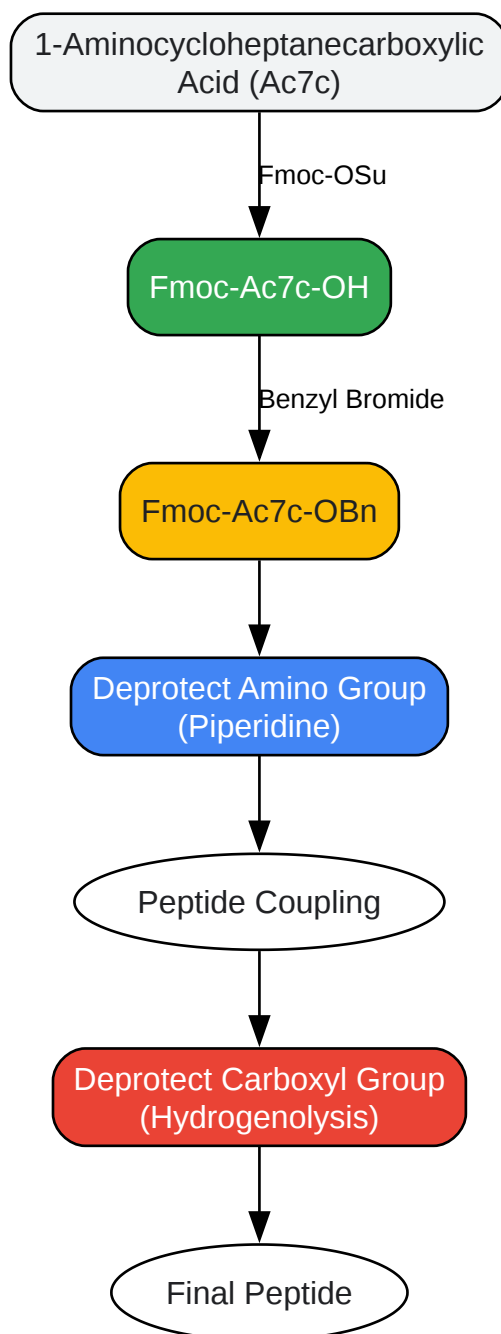 1-Aminocycloheptanecarboxylic
Acid (Ac7c)
Fmoc-OSu
Fmoc-Ac7c-OH
Benzyl Bromide
Fmoc-Ac7c-OBn
Deprotect Amino Group
(Piperidine)
Peptide Coupling
Deprotect Carboxyl Group
(Hydrogenolysis)
Final Peptide